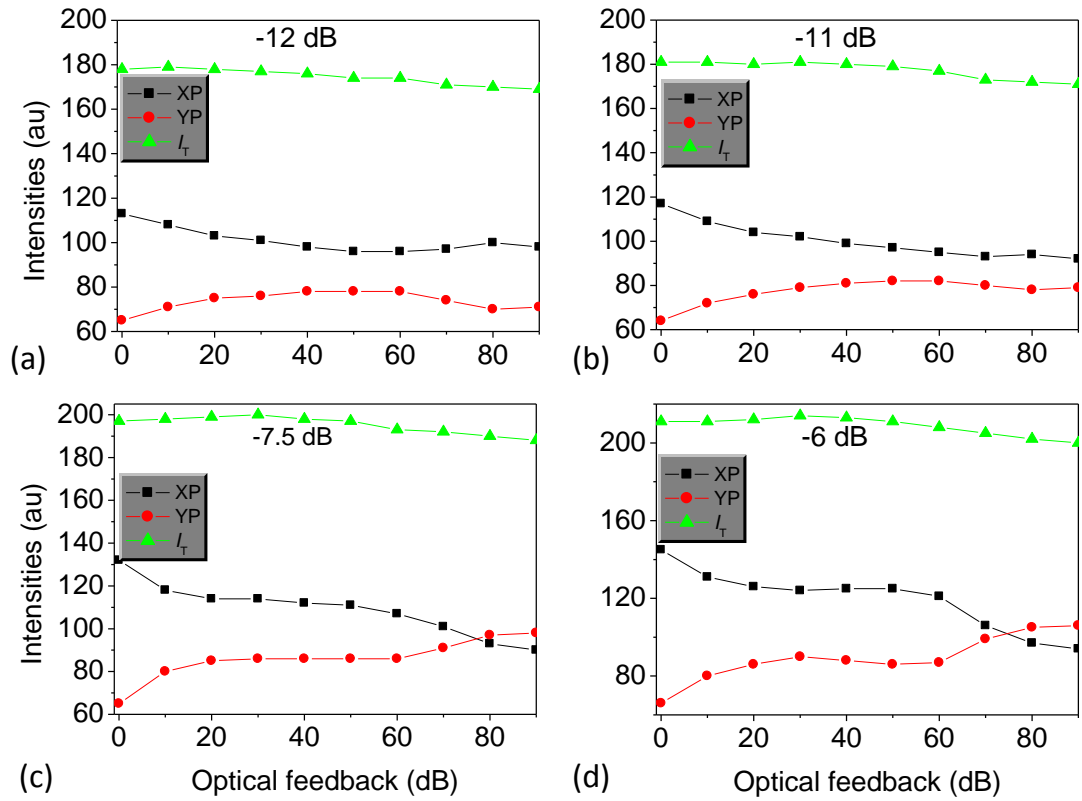 -12 dB
Intensities (au)
200
180
160
140
120
100
80
60
XP
YP
I_T
0 20 40 60 80
(a)
-11 dB
200
180
160
140
120
100
80
60
XP
YP
I_T
0 20 40 60 80
(b)
-7.5 dB
Intensities (au)
200
180
160
140
120
100
80
60
XP
YP
I_T
0 20 40 60 80
Optical feedback (dB)
(c)
-6 dB
200
160
120
80
XP
YP
I_T
0 20 40 60 80
Optical feedback (dB)
(d)